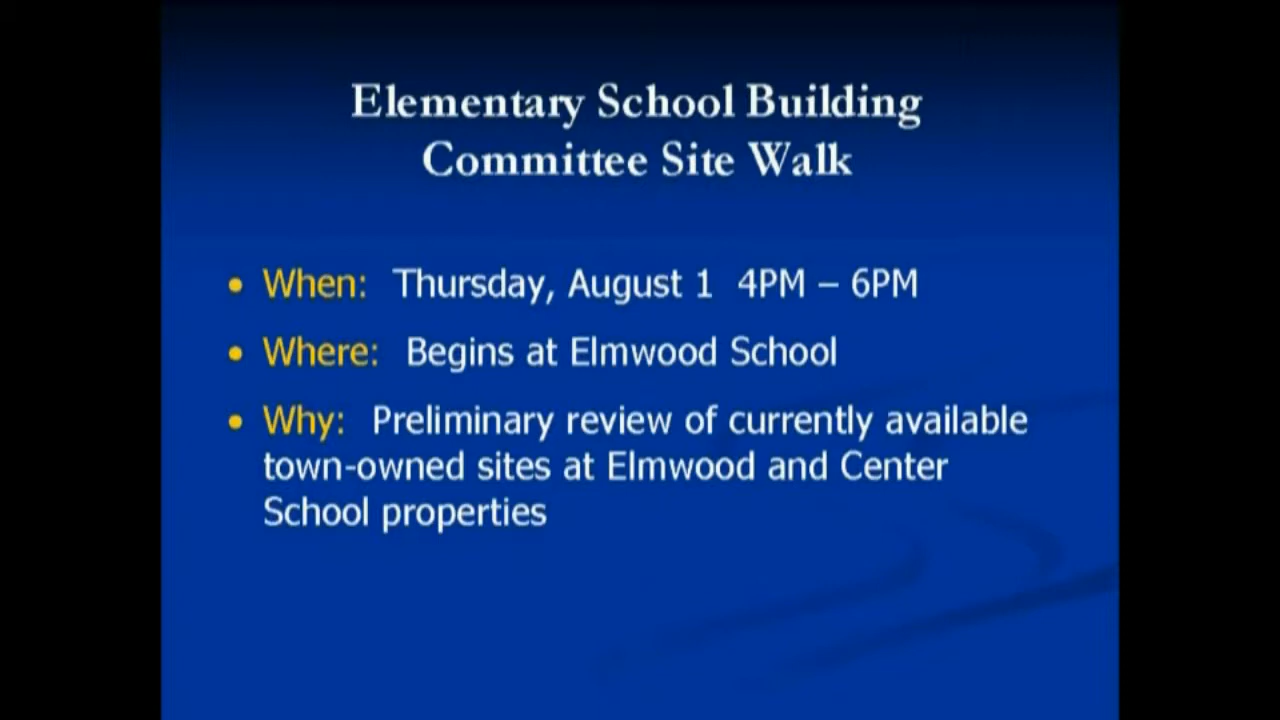 Elementary School Building
Committee Site Walk
• When: Thursday, August 1 4PM – 6PM
• Where: Begins at Elmwood School
• Why: Preliminary review of currently available
town-owned sites at Elmwood and Center
School properties